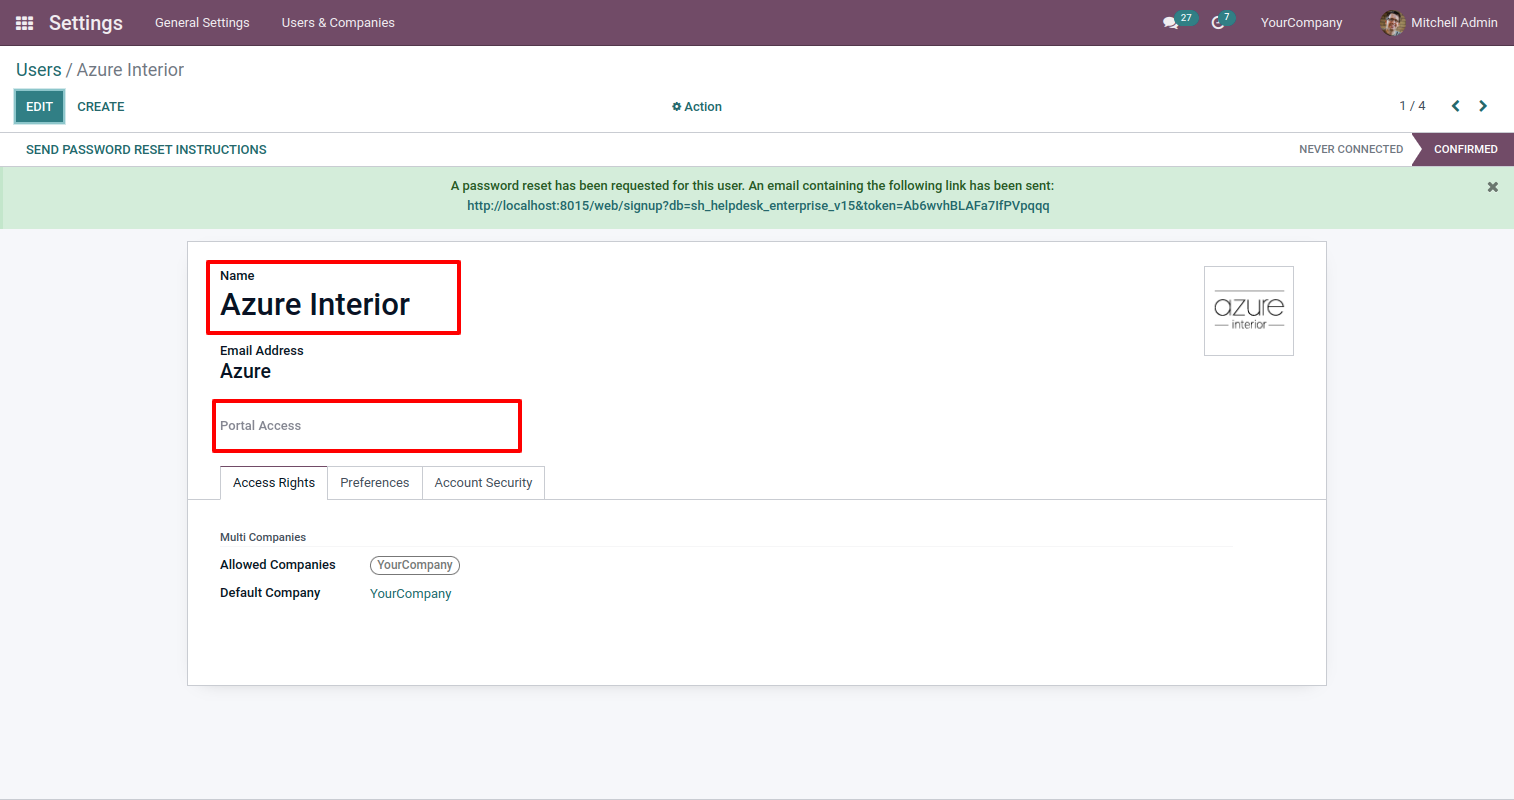 Settings General Settings Users & Companies 27 7 YourCompany Mitchell Admin
Users / Azure Interior
EDIT CREATE Action 1 / 4
SEND PASSWORD RESET INSTRUCTIONS NEVER CONNECTED CONFIRMED
A password reset has been requested for this user. An email containing the following link has been sent:
http://localhost:8015/web/signup?db=sh_helpdesk_enterprise_v15&token=Ab6wvhBLAFa7IfPVpqqq
Name
Azure Interior
azure
interior
Email Address
Azure
Portal Access
Access Rights Preferences Account Security
Multi Companies
Allowed Companies YourCompany
Default Company YourCompany